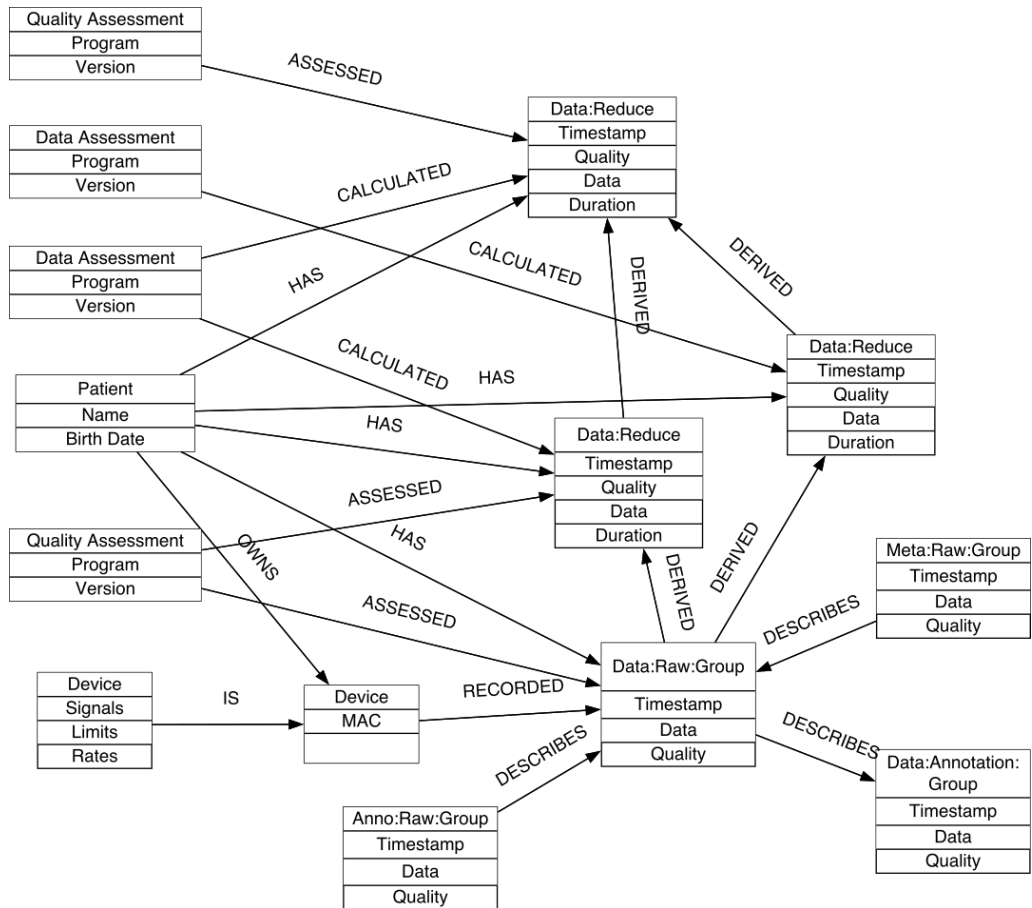 Quality Assessment
Program
Version
ASSESSED
Data:Reduce
Timestamp
Quality
Data
Duration
Data Assessment
Program
Version
CALCULATED
CALCULATED
Data Assessment
Program
Version
HAS
DERIVED
DERIVED
Data:Reduce
Timestamp
Quality
Data
Duration
CALCULATED
HAS
Patient
Name
Birth Date
HAS
Data:Reduce
Timestamp
Quality
Data
Duration
ASSESSED
HAS
OWNS
Quality Assessment
Program
Version
ASSESSED
DERIVED
DERIVED
Meta:Raw:Group
Timestamp
Data
Quality
DESCRIBES
Data:Raw:Group
Timestamp
Data
Quality
Device
Signals
Limits
Rates
IS
Device
MAC
RECORDED
DESCRIBES
DESCRIBES
Data:Annotation:
Group
Timestamp
Data
Quality
Anno:Raw:Group
Timestamp
Data
Quality